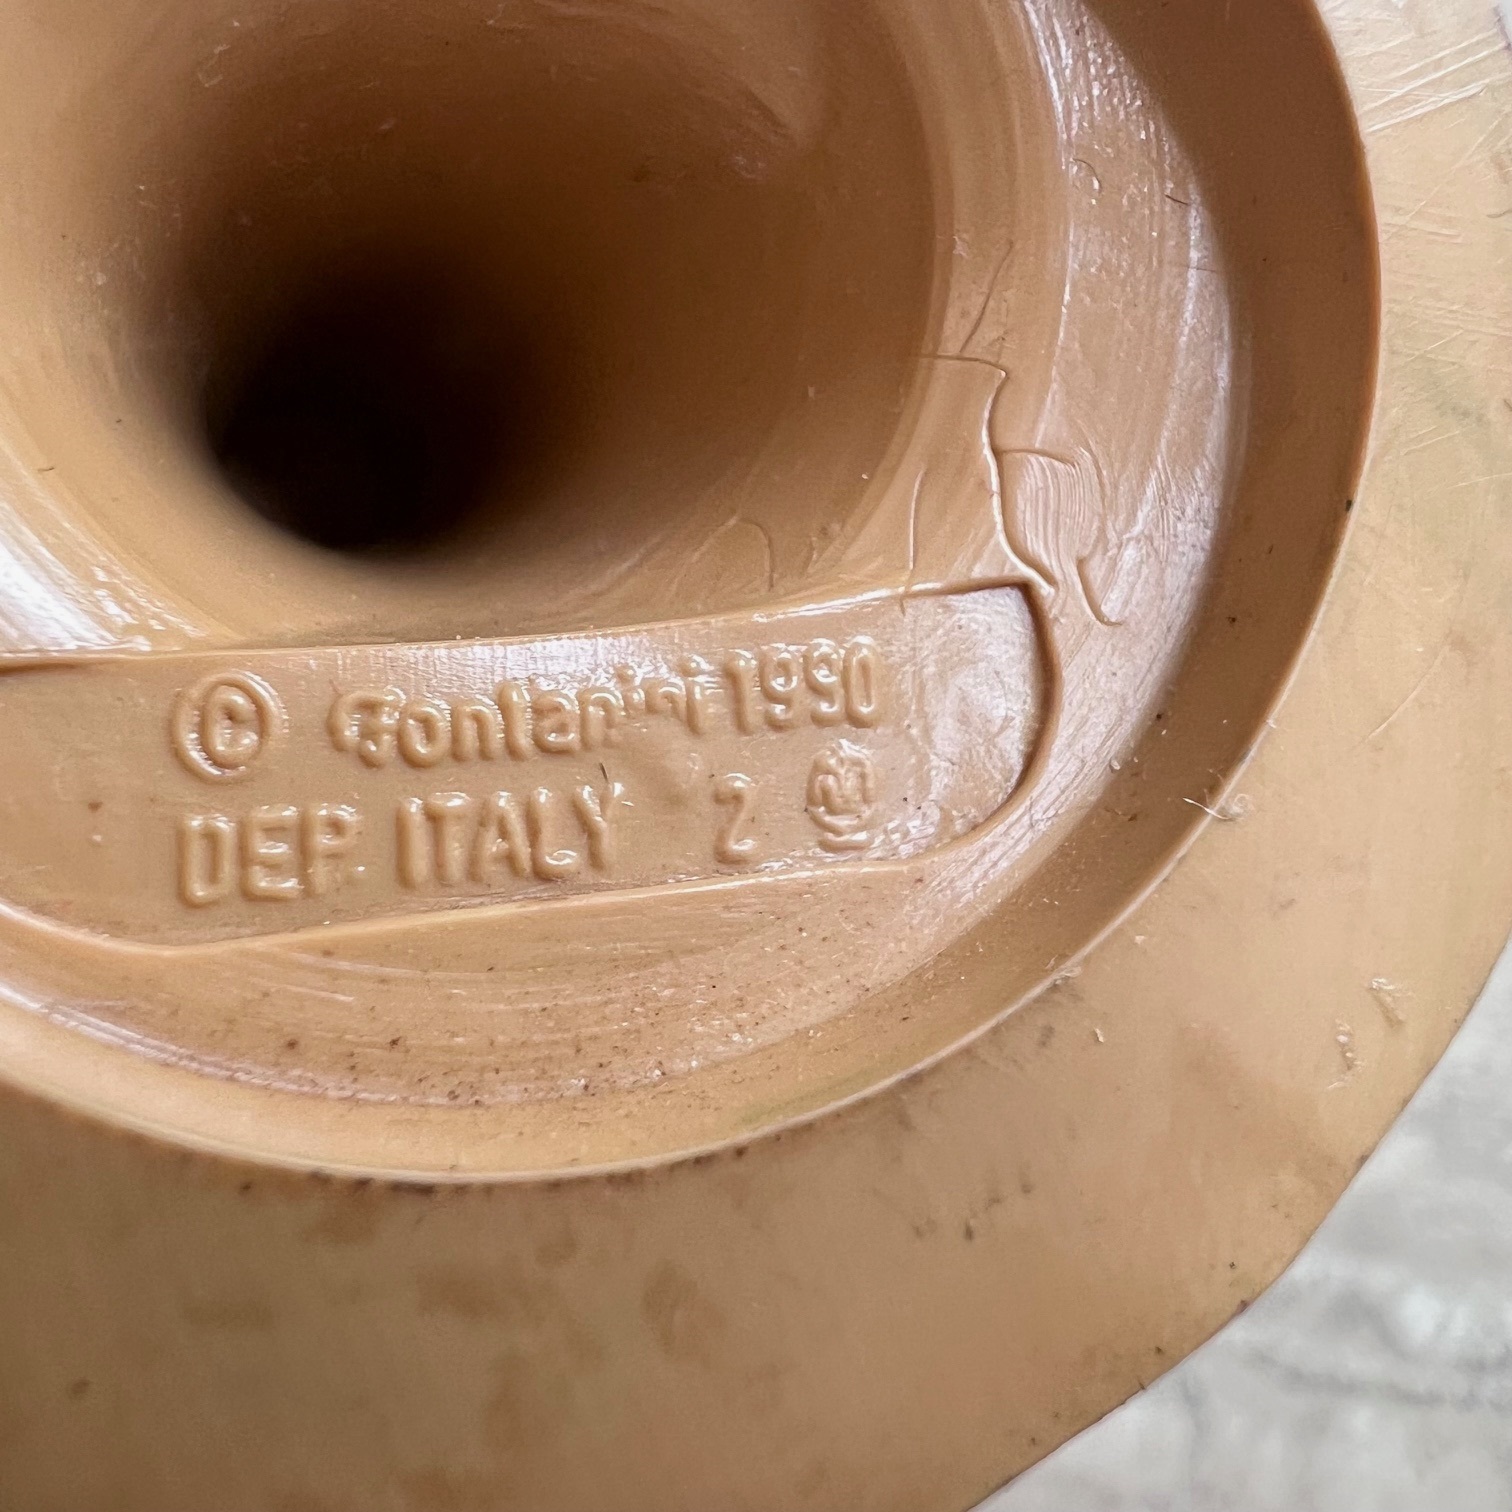 © Fontanini 1990
DEP. ITALY 2